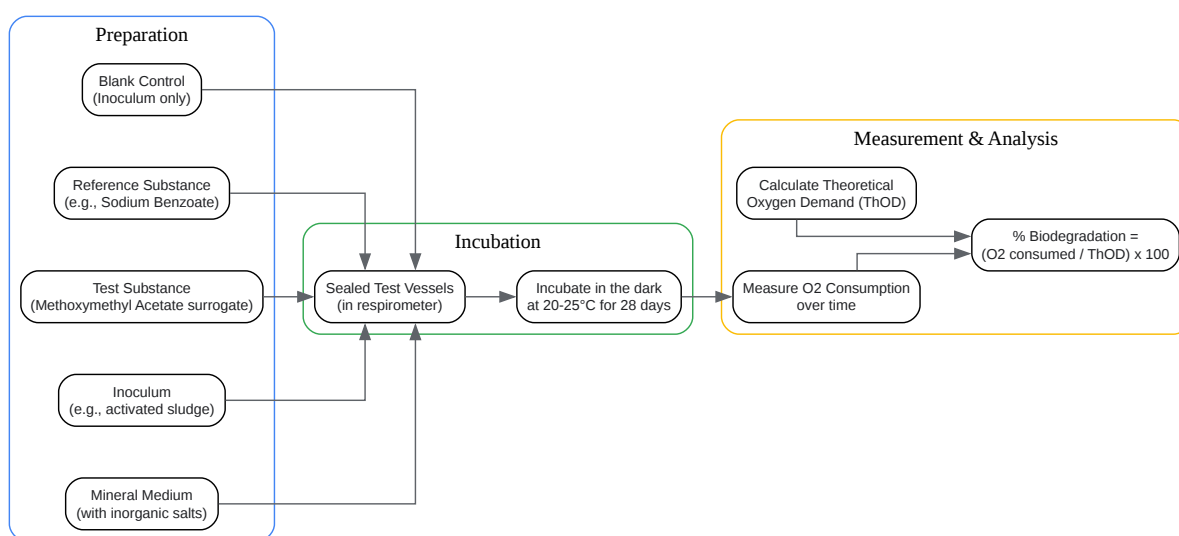 Preparation
Blank Control
(Inoculum only)
Reference Substance
(e.g., Sodium Benzoate)
Test Substance
(Methoxymethyl Acetate surrogate)
Inoculum
(e.g., activated sludge)
Mineral Medium
(with inorganic salts)
Incubation
Sealed Test Vessels
(in respirometer)
Incubate in the dark
at 20-25°C for 28 days
Measurement & Analysis
Calculate Theoretical
Oxygen Demand (ThOD)
Measure O2 Consumption
over time
% Biodegradation =
(O2 consumed / ThOD) x 100